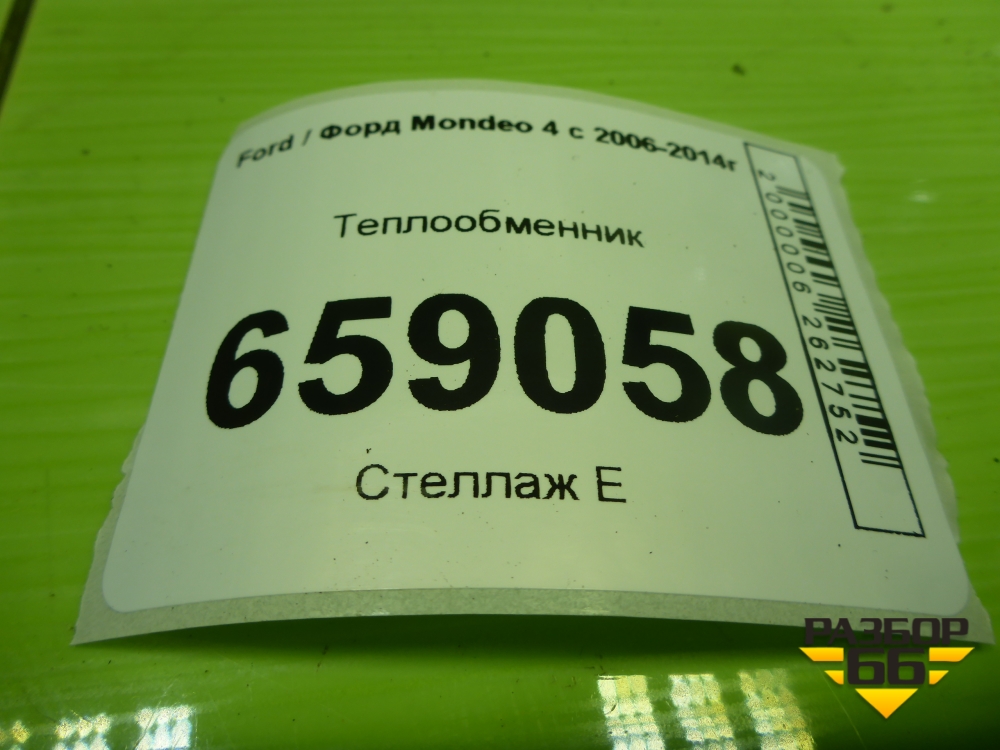 Ford / Форд Mondeo 4 с 2006-2014г
Теплообменник
659058
Стеллаж Е
2000006262752
РАЗБОР
66